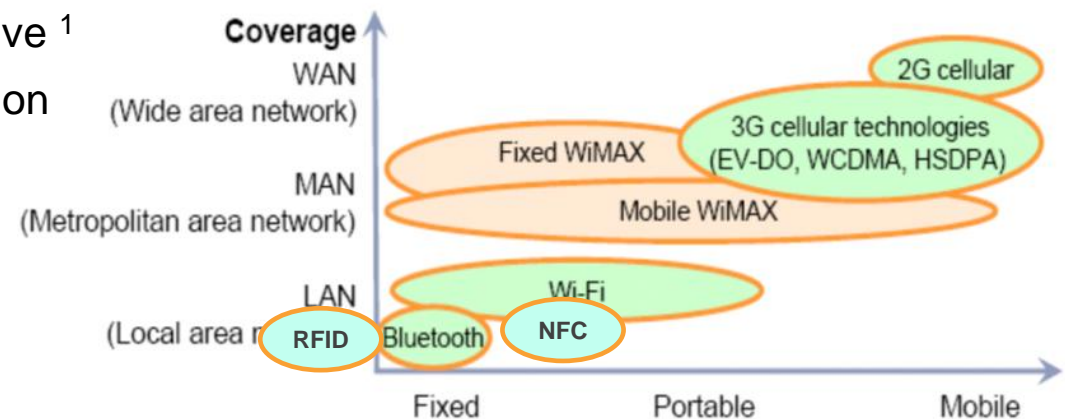 ve 1
on
Coverage
WAN
(Wide area network)
MAN
(Metropolitan area network)
LAN
(Local area
2G cellular
3G cellular technologies
(EV-DO, WCDMA, HSDPA)
Fixed WiMAX
Mobile WiMAX
Wi-Fi
RFID
Bluetooth
NFC
Fixed
Portable
Mobile